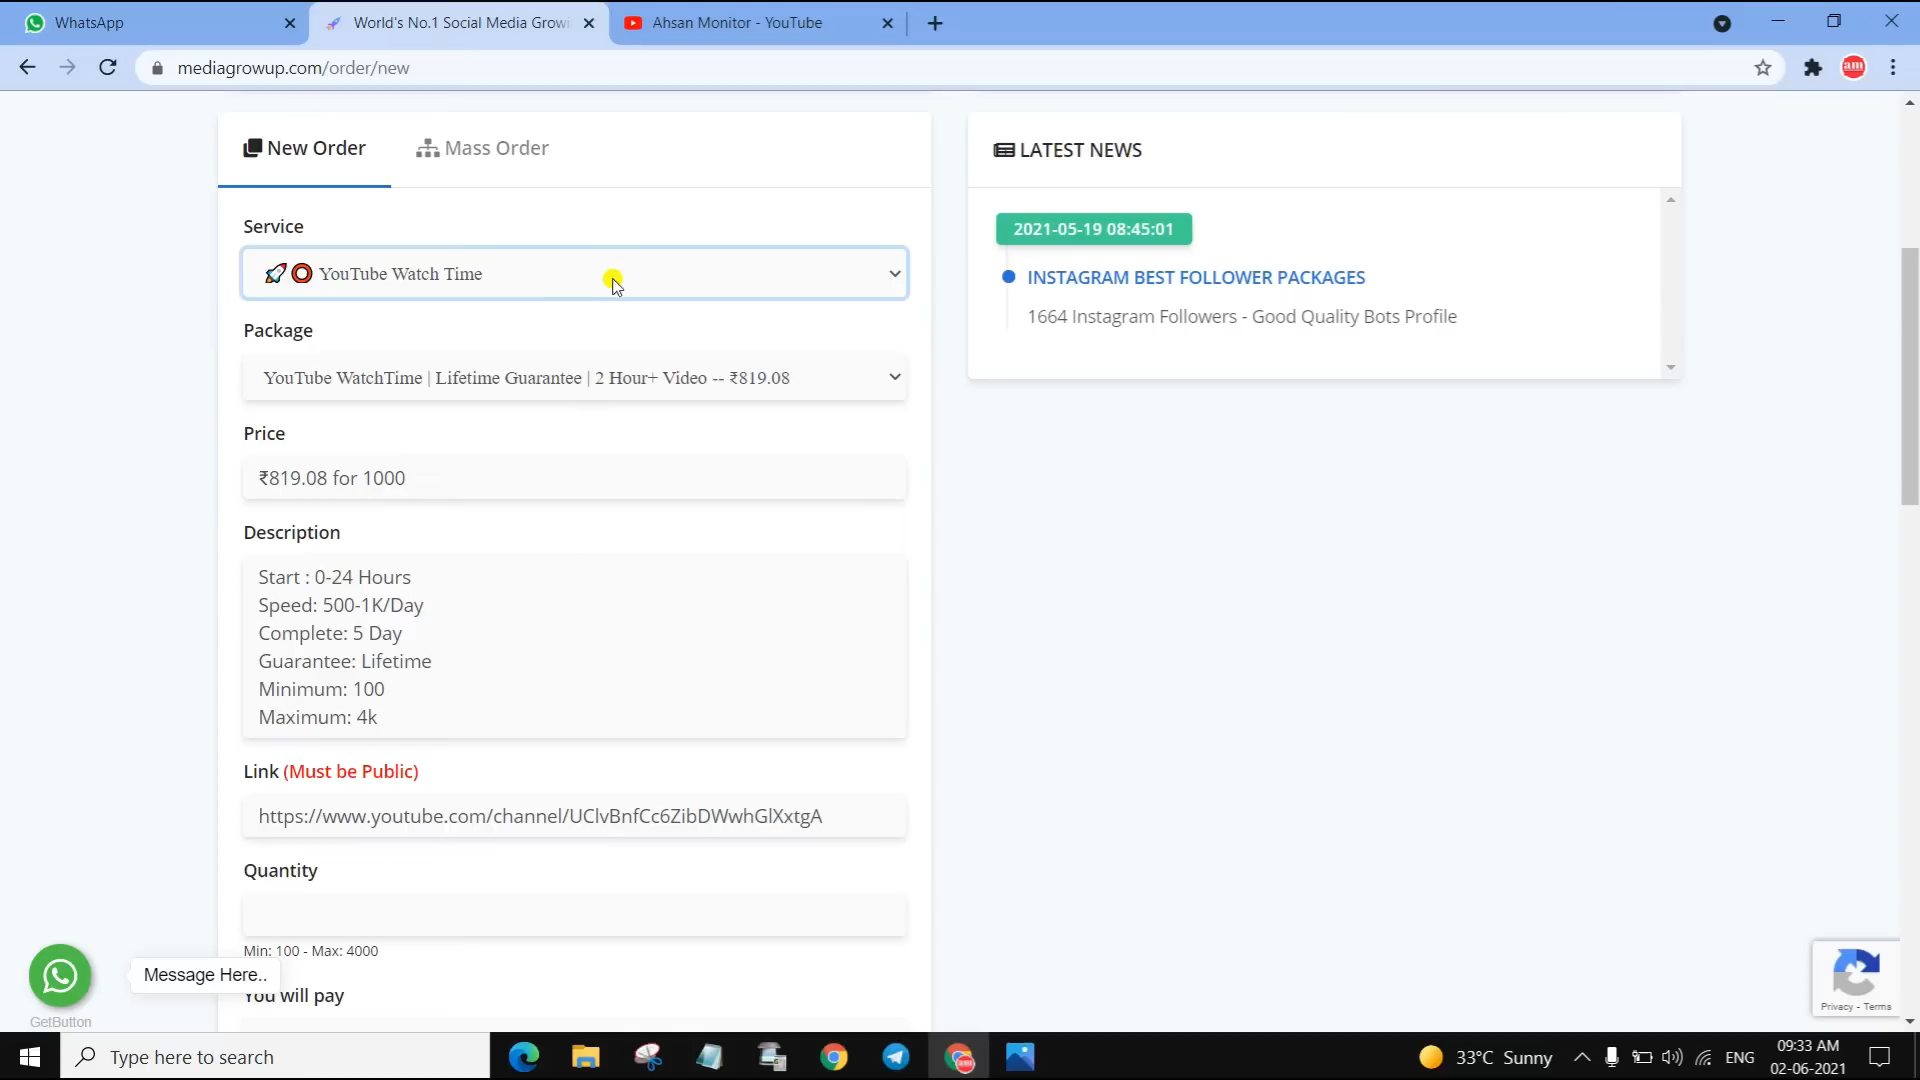 WhatsApp
World's No.1 Social Media Growi
Ahsan Monitor - YouTube
mediagrowup.com/order/new
am
New Order
Mass Order
LATEST NEWS
Service
YouTube Watch Time
2021-05-19 08:45:01
INSTAGRAM BEST FOLLOWER PACKAGES
1664 Instagram Followers - Good Quality Bots Profile
Package
YouTube WatchTime | Lifetime Guarantee | 2 Hour+ Video -- ₹819.08
Price
₹819.08 for 1000
Description
Start : 0-24 Hours
Speed: 500-1K/Day
Complete: 5 Day
Guarantee: Lifetime
Minimum: 100
Maximum: 4k
Link (Must be Public)
https://www.youtube.com/channel/UClvBnfCc6ZibDWwhGlXxtgA
Quantity
Min: 100 - Max: 4000
Message Here..
You will pay
GetButton
Privacy - Terms
Type here to search
am
33°C Sunny
ENG
09:33 AM
02-06-2021